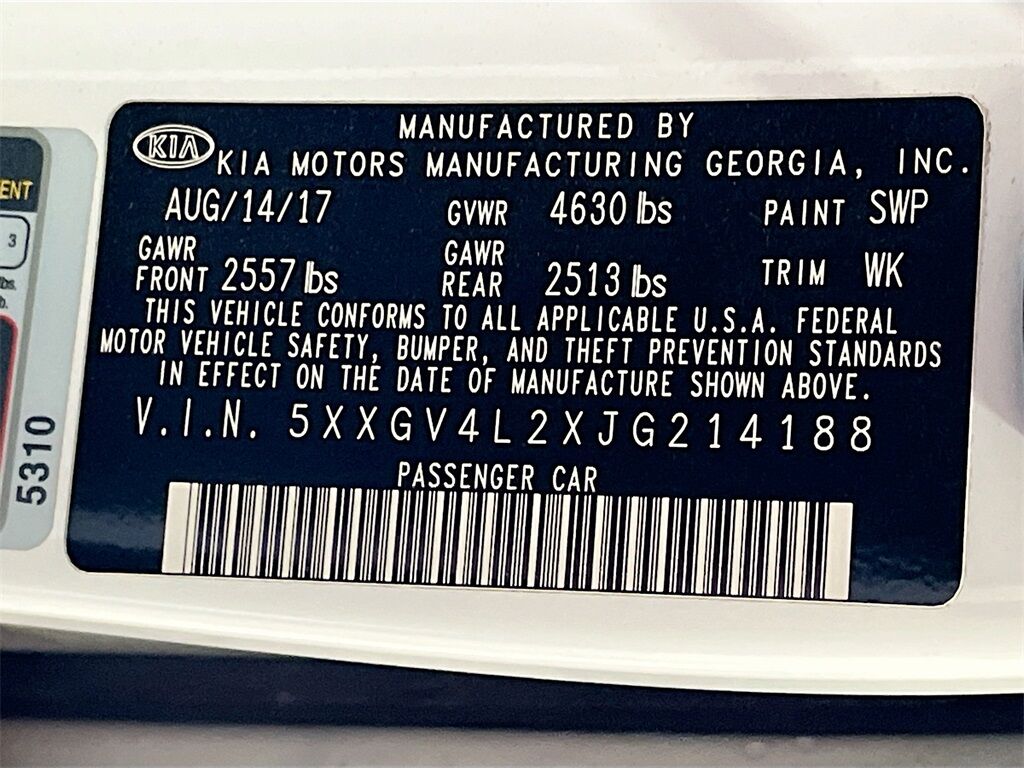 MANUFACTURED BY
KIA KIA MOTORS MANUFACTURING GEORGIA, INC.
AUG/14/17 GVWR 4630 lbs PAINT SWP
GAWR FRONT 2557 lbs GAWR REAR 2513 lbs TRIM WK
THIS VEHICLE CONFORMS TO ALL APPLICABLE U.S.A. FEDERAL
MOTOR VEHICLE SAFETY, BUMPER, AND THEFT PREVENTION STANDARDS
IN EFFECT ON THE DATE OF MANUFACTURE SHOWN ABOVE.
V.I.N. 5XXGV4L2XJG214188
PASSENGER CAR
ENT
3
lbs.
5310